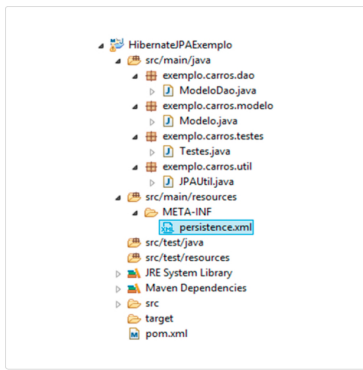 HibernateJPAExemplo
src/main/java
exemplo.carros.dao
ModeloDao.java
exemplo.carros.modelo
Modelo.java
exemplo.carros.testes
Testes.java
exemplo.carros.util
JPAUtil.java
src/main/resources
META-INF
persistence.xml
src/test/java
src/test/resources
JRE System Library
Maven Dependencies
src
target
pom.xml